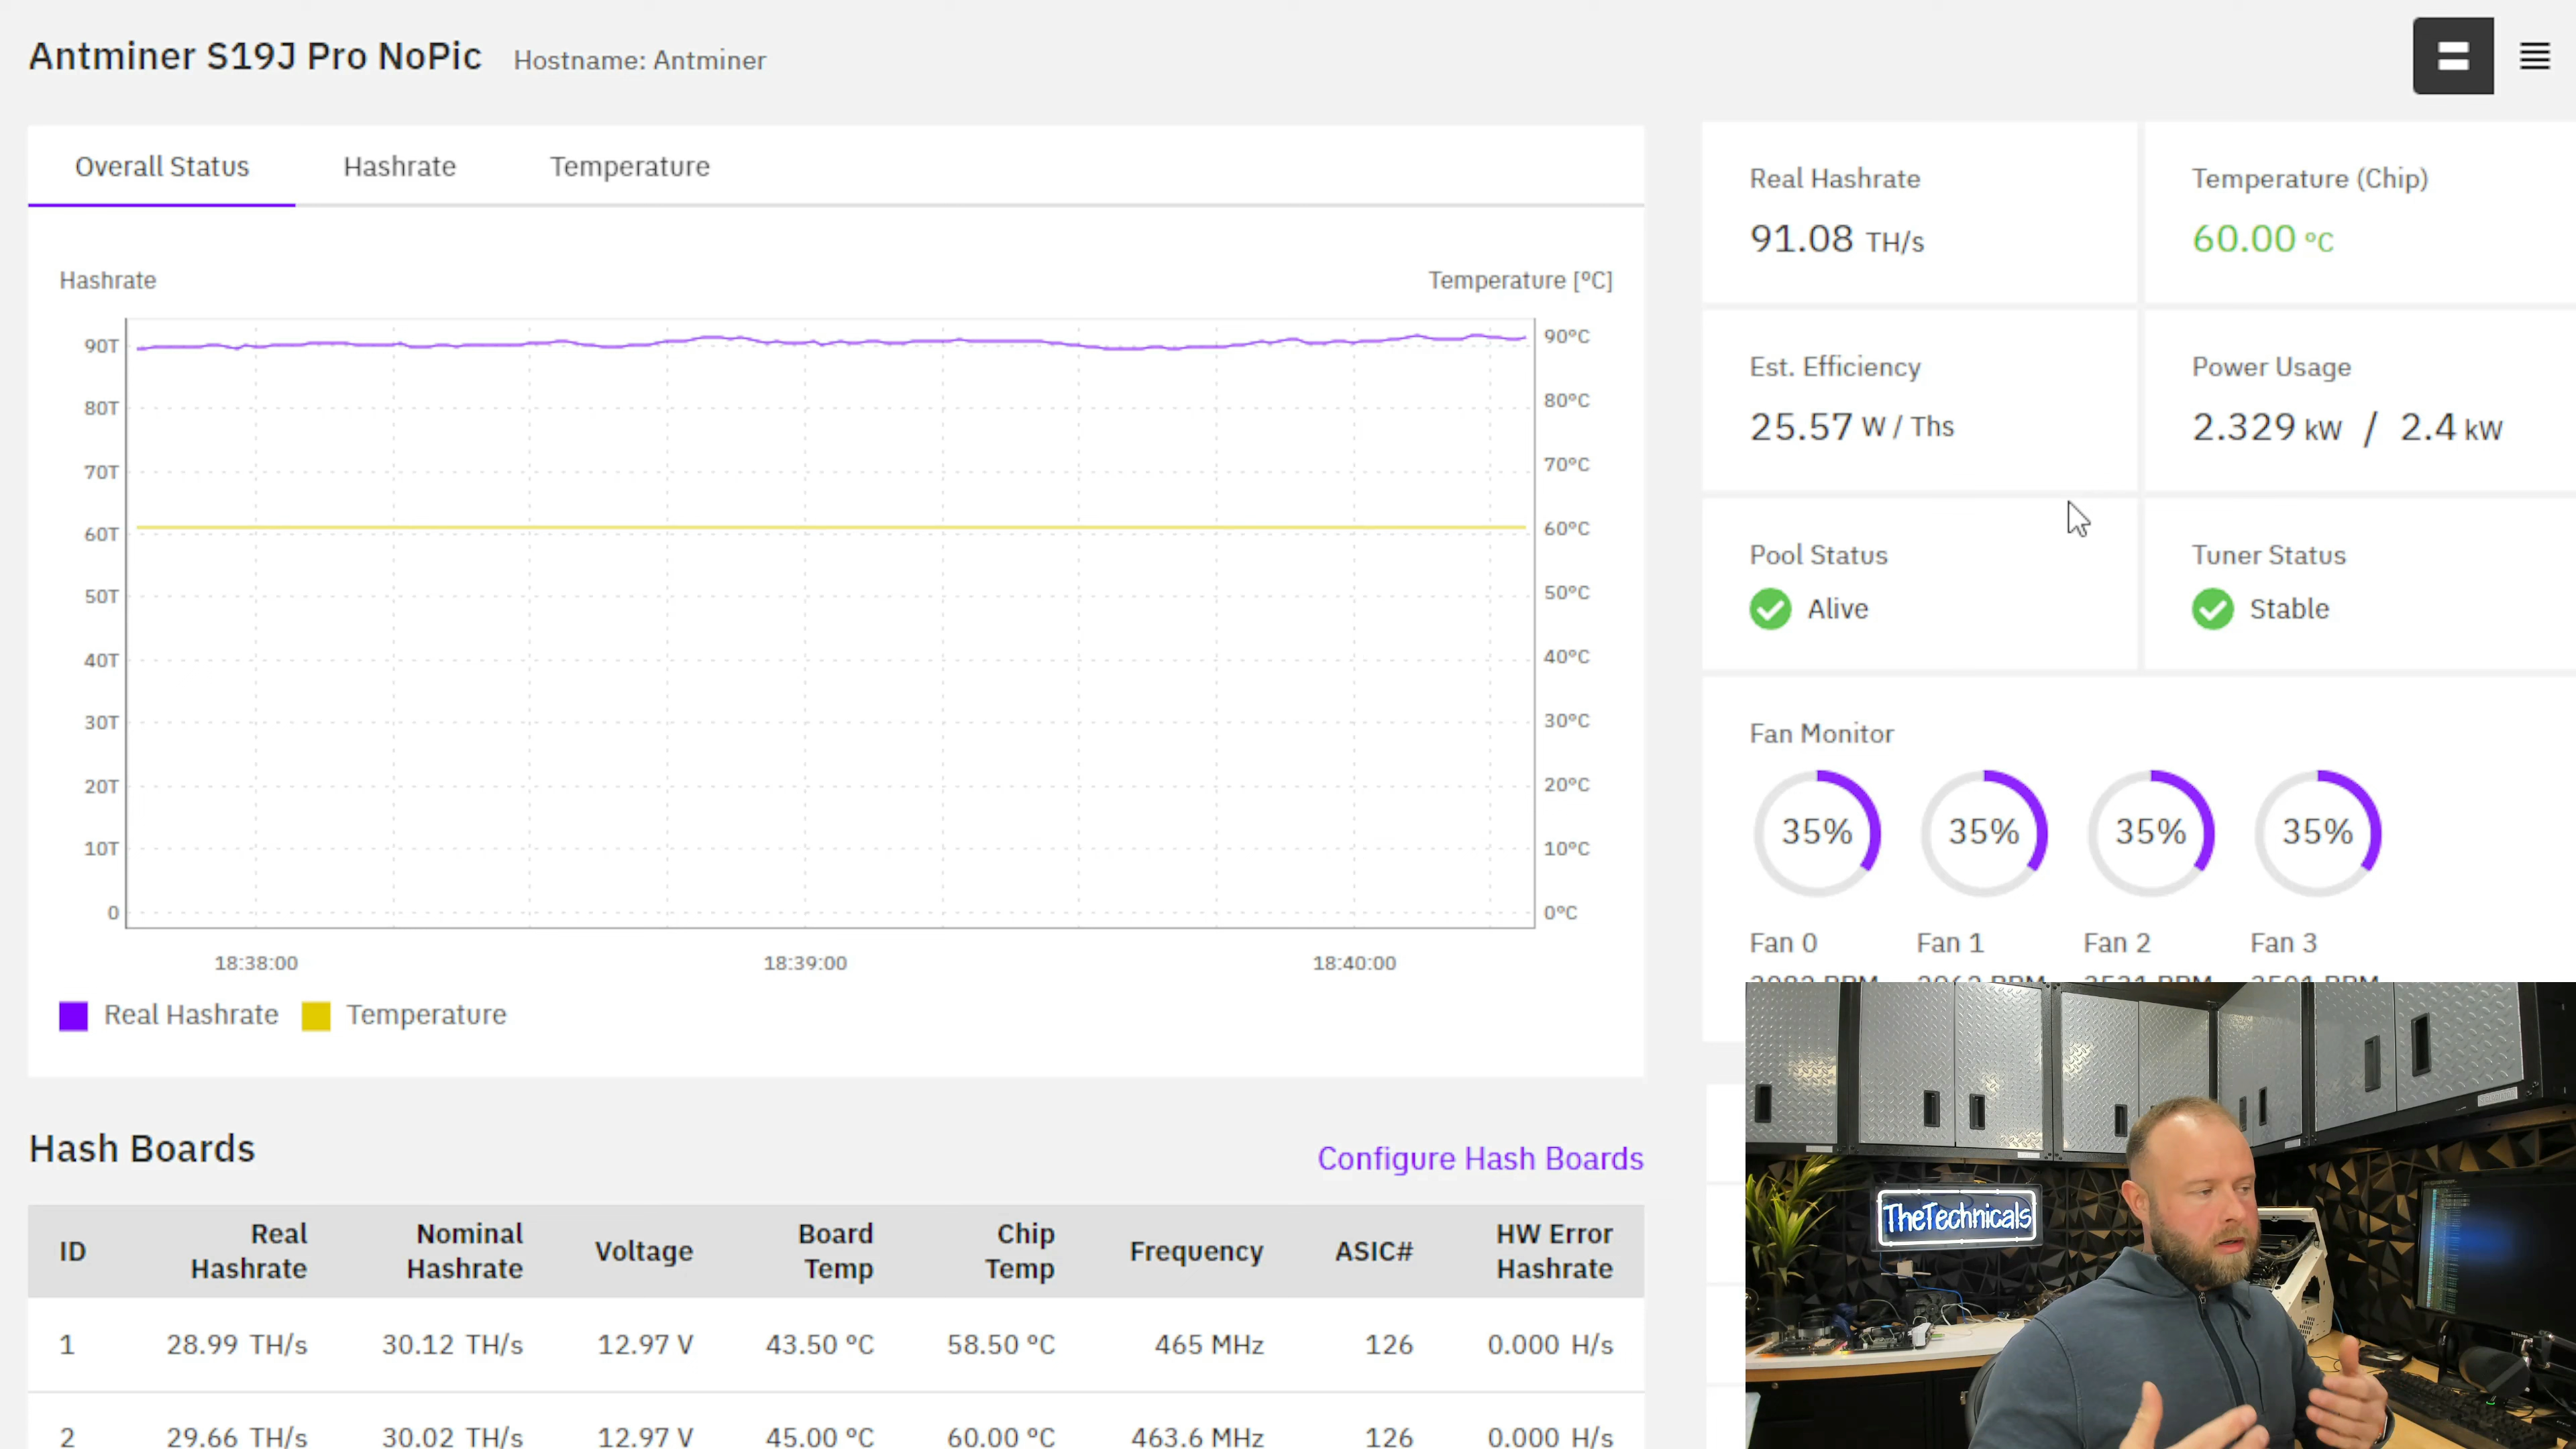 Antminer S19J Pro NoPic Hostname: Antminer
Overall Status Hashrate Temperature
Hashrate Temperature [°C]
90T 90°C
80T 80°C
70T 70°C
60T 60°C
50T 50°C
40T 40°C
30T 30°C
20T 20°C
10T 10°C
0 0°C
18:38:00 18:39:00 18:40:00
Real Hashrate Temperature
Real Hashrate
91.08 TH/s
Temperature (Chip)
60.00 °C
Est. Efficiency
25.57 W / Ths
Power Usage
2.329 kW / 2.4 kW
Pool Status
Alive
Tuner Status
Stable
Fan Monitor
35% 35% 35% 35%
Fan 0 Fan 1 Fan 2 Fan 3
Hash Boards
Configure Hash Boards
ID Real Hashrate Nominal Hashrate Voltage Board Temp Chip Temp Frequency ASIC# HW Error Hashrate
1 28.99 TH/s 30.12 TH/s 12.97 V 43.50 °C 58.50 °C 465 MHz 126 0.000 H/s
2 29.66 TH/s 30.02 TH/s 12.97 V 45.00 °C 60.00 °C 463.6 MHz 126 0.000 H/s
TheTechnicals